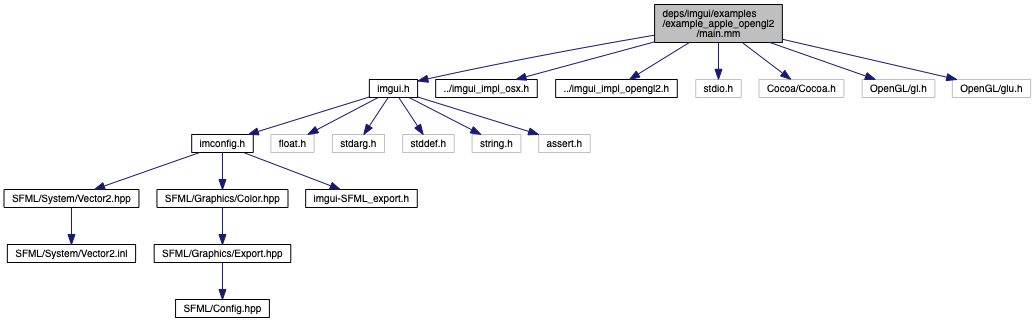 deps/imgui/examples
/example_apple_opengl2
/main.mm
imgui.h
../imgui_impl_osx.h
../imgui_impl_opengl2.h
stdio.h
Cocoa/Cocoa.h
OpenGL/gl.h
OpenGL/glu.h
imconfig.h
float.h
stdarg.h
stddef.h
string.h
assert.h
SFML/System/Vector2.hpp
SFML/Graphics/Color.hpp
imgui-SFML_export.h
SFML/System/Vector2.inl
SFML/Graphics/Export.hpp
SFML/Config.hpp